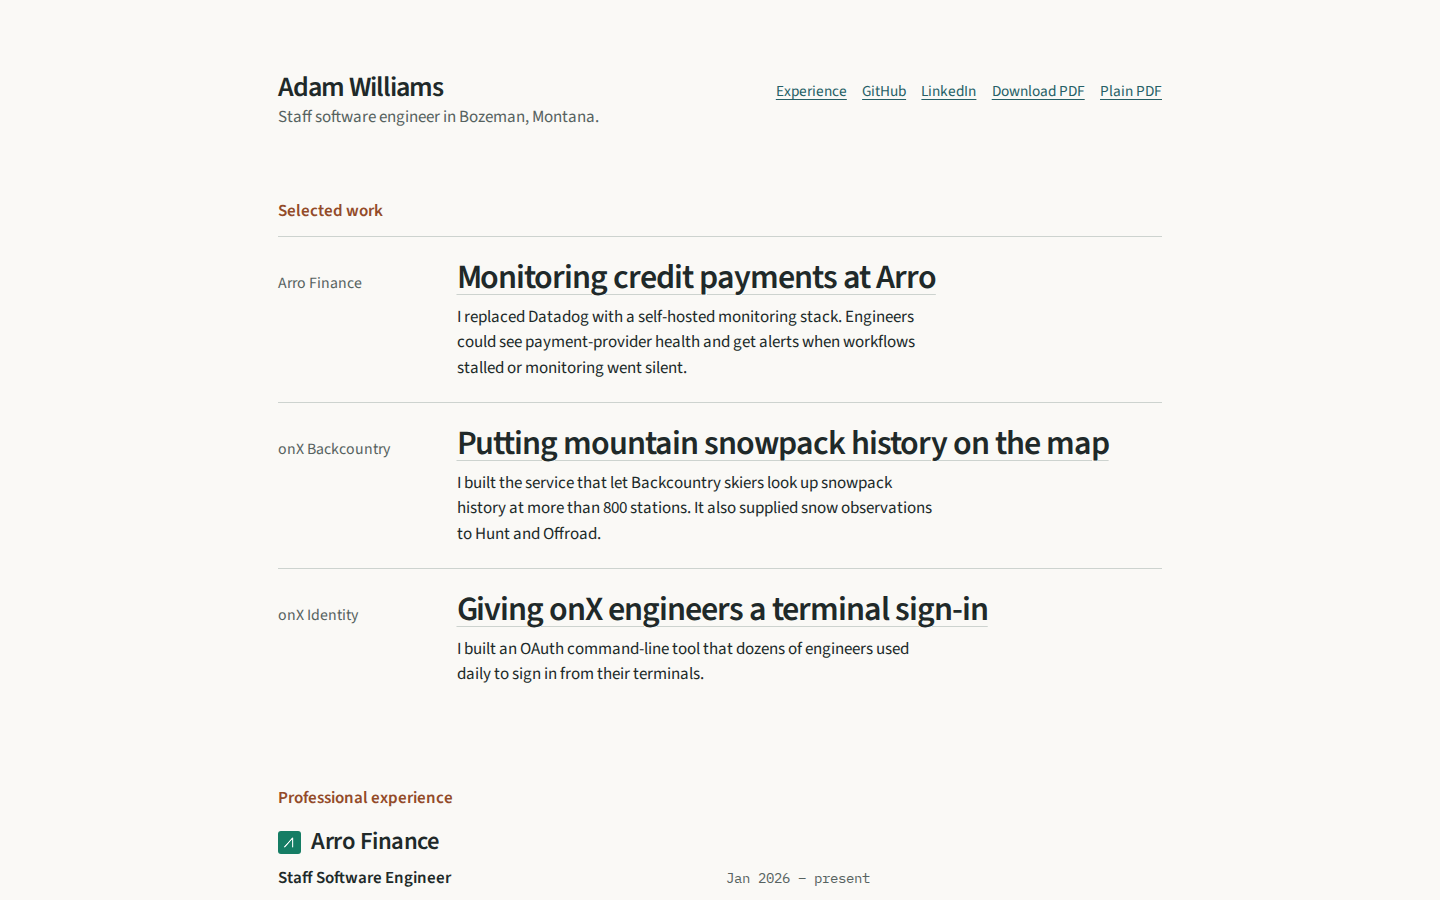 Adam Williams
Experience GitHub LinkedIn Download PDF Plain PDF
Staff software engineer in Bozeman, Montana.
Selected work
Arro Finance
Monitoring credit payments at Arro
I replaced Datadog with a self-hosted monitoring stack. Engineers
could see payment-provider health and get alerts when workflows
stalled or monitoring went silent.
onX Backcountry
Putting mountain snowpack history on the map
I built the service that let Backcountry skiers look up snowpack
history at more than 800 stations. It also supplied snow observations
to Hunt and Offroad.
onX Identity
Giving onX engineers a terminal sign-in
I built an OAuth command-line tool that dozens of engineers used
daily to sign in from their terminals.
Professional experience
Arro Finance
Staff Software Engineer
Jan 2026 – present